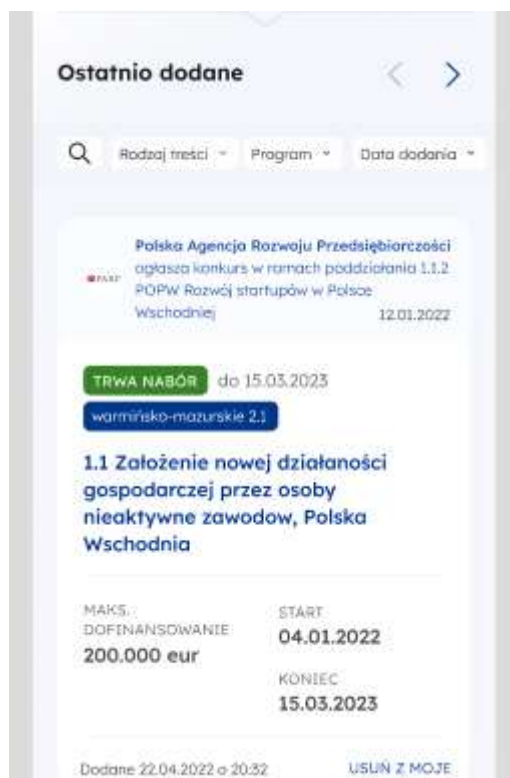 Ostatnio dodane
Rodzaj treści
Program
Data dodania
Polska Agencja Rozwoju Przedsiębiorczości
ogłasza konkurs w ramach poddziałania 1.1.2
PARP
POPW Rozwój startupów w Polsce
Wschodniej
12.01.2022
TRWA NABÓR do 15.03.2023
warmińsko-mazurskie 2.1
1.1 Założenie nowej działaności
gospodarczej przez osoby
nieaktywne zawodow, Polska
Wschodnia
MAKS.
DOFINANSOWANIE
200.000 eur
START
04.01.2022
KONIEC
15.03.2023
Dodane 22.04.2022 o 20:32
USUŃ Z MOJE